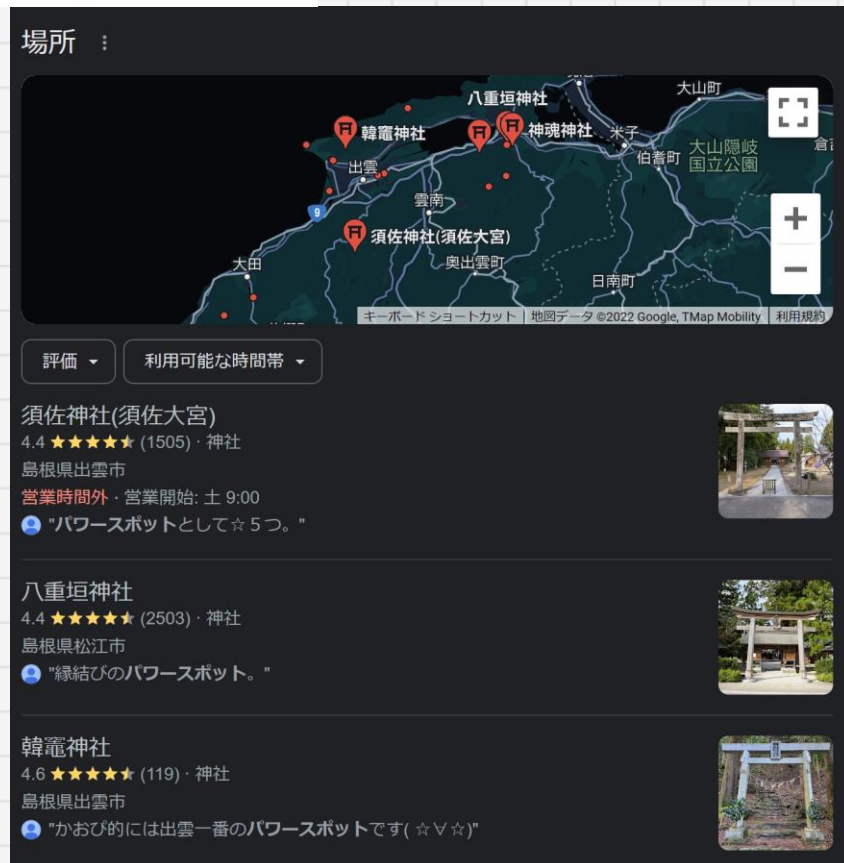 場所
大山町
八重垣神社
韓竈神社
神魂神社
米子
伯耆町
大山隠岐
国立公園
出雲
雲南
9
須佐神社(須佐大宮)
大田
奥出雲町
日南町
+
−
キーボード ショートカット 地図データ ©2022 Google, TMap Mobility 利用規約
評価 利用可能な時間帯
須佐神社(須佐大宮)
4.4 ★★★★★ (1505) · 神社
島根県出雲市
営業時間外 · 営業開始: 土 9:00
"パワースポットとして☆５つ。"
八重垣神社
4.4 ★★★★★ (2503) · 神社
島根県松江市
"縁結びのパワースポット。"
韓竈神社
4.6 ★★★★★ (119) · 神社
島根県出雲市
"かおぴ的には出雲一番のパワースポットです( ☆∀☆)"